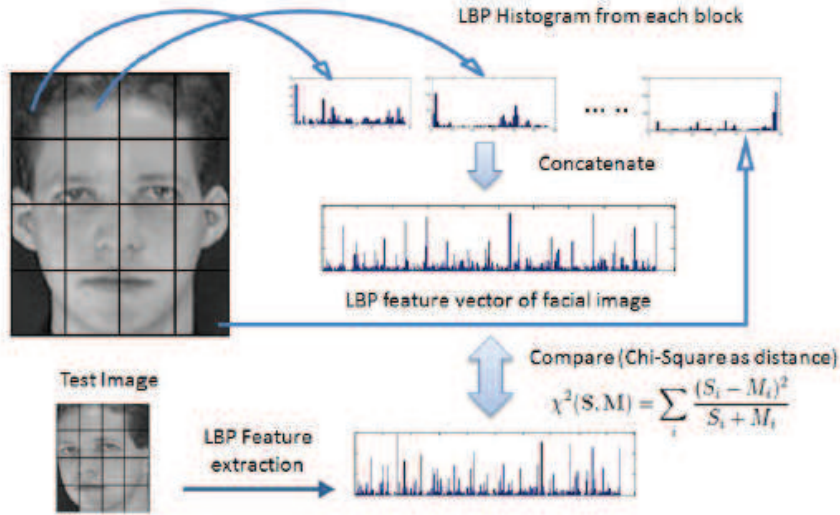 LBP Histogram from each block
... ..
Concatenate
LBP feature vector of facial image
Compare (Chi-Square as distance)
χ²(S.M) = ∑ᵢ (Sᵢ − Mᵢ)² / Sᵢ + Mᵢ
Test Image
LBP Feature
extraction